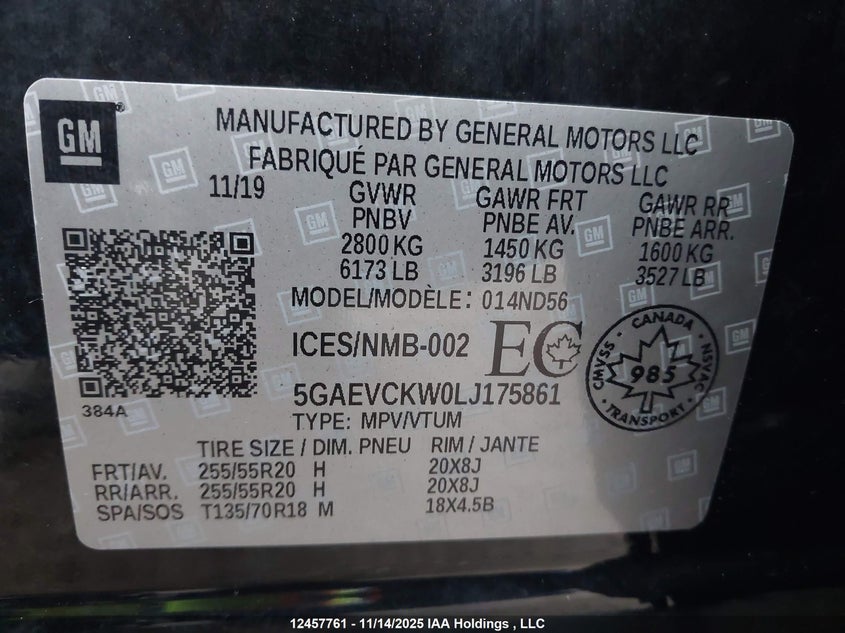 GM
MANUFACTURED BY GENERAL MOTORS LLC
FABRIQUÉ PAR GENERAL MOTORS LLC
11/19 GVWR GAWR FRT GAWR RR
PNBV PNBE AV. PNBE ARR.
2800 KG 1450 KG 1600 KG
6173 LB 3196 LB 3527 LB
MODEL/MODÈLE: 014ND56
ICES/NMB-002 EC
CANADA
CMVSS NSVAC
7
985
TRANSPORT
384A
5GAEVCKW0LJ175861
TYPE: MPV/VTUM
TIRE SIZE / DIM. PNEU RIM / JANTE
FRT/AV. 255/55R20 H 20X8J
RR/ARR. 255/55R20 H 20X8J
SPA/SOS T135/70R18 M 18X4.5B
12457761 - 11/14/2025 IAA Holdings , LLC